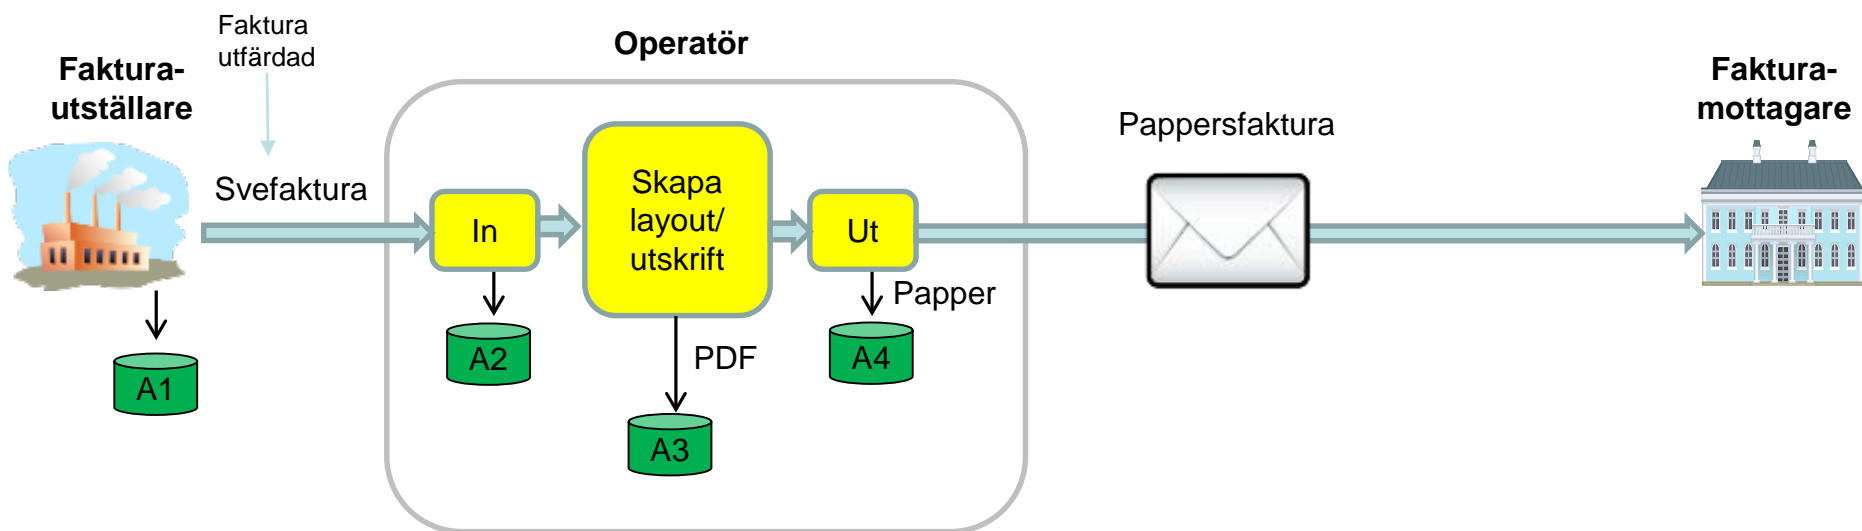 Faktura
utfärdad
Operatör
Faktura-
utställare
Faktura-
mottagare
Pappersfaktura
Svefaktura
In
Skapa
layout/
utskrift
Ut
Papper
A1
A2
PDF
A3
A4